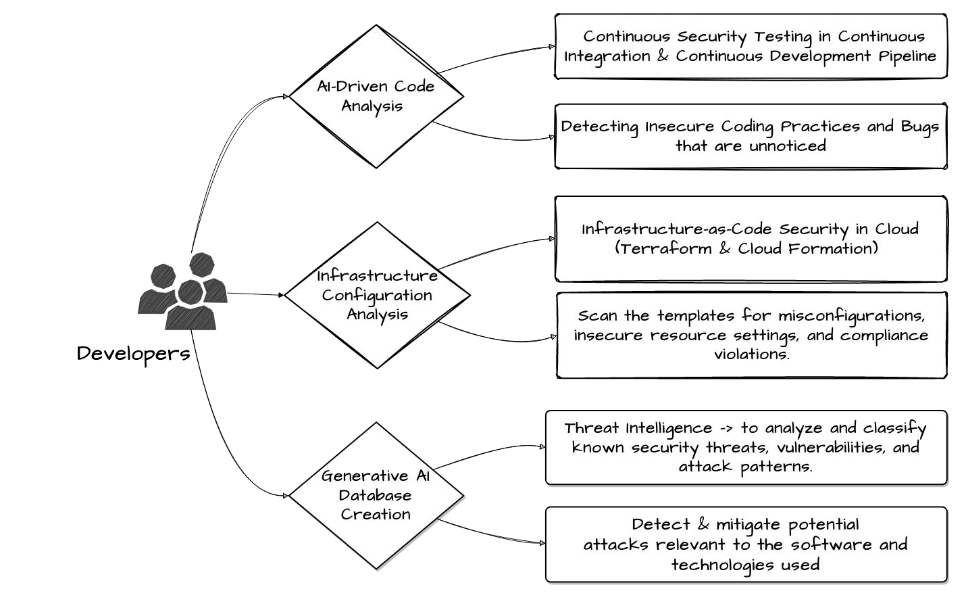 AI-Driven Code
Analysis
Continuous Security Testing in Continuous
Integration & Continuous Development Pipeline
Detecting Insecure Coding Practices and Bugs
that are unnoticed
Developers
Infrastructure
Configuration
Analysis
Infrastructure-as-Code Security in Cloud
(Terraform & Cloud Formation)
Scan the templates for misconfigurations,
insecure resource settings, and compliance
violations.
Generative AI
Database
Creation
Threat Intelligence -> to analyze and classify
known security threats, vulnerabilities, and
attack patterns.
Detect & mitigate potential
attacks relevant to the software and
technologies used